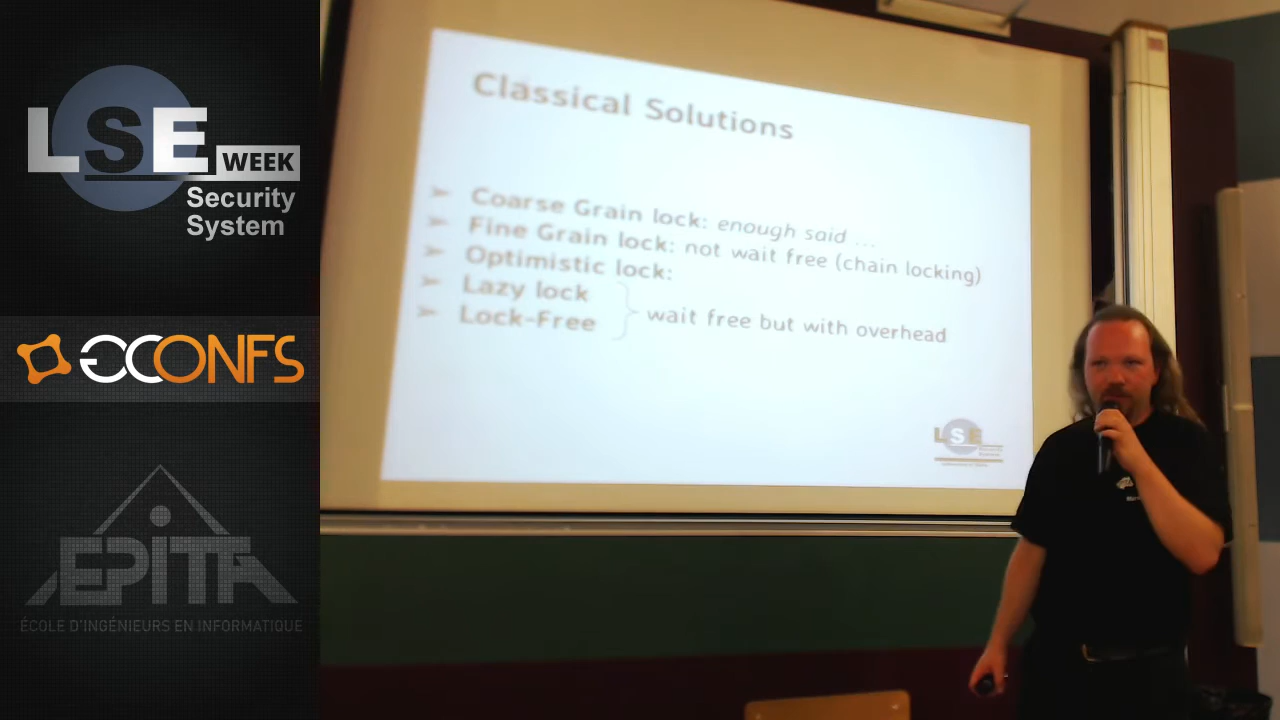 LSE
WEEK
Security
System
GCONFS
EPITA
ÉCOLE D'INGÉNIEURS EN INFORMATIQUE
Classical Solutions
➢ Coarse Grain lock: enough said ...
➢ Fine Grain lock: not wait free (chain locking)
➢ Optimistic lock:
➢ Lazy lock
➢ Lock-Free
wait free but with overhead
LSE